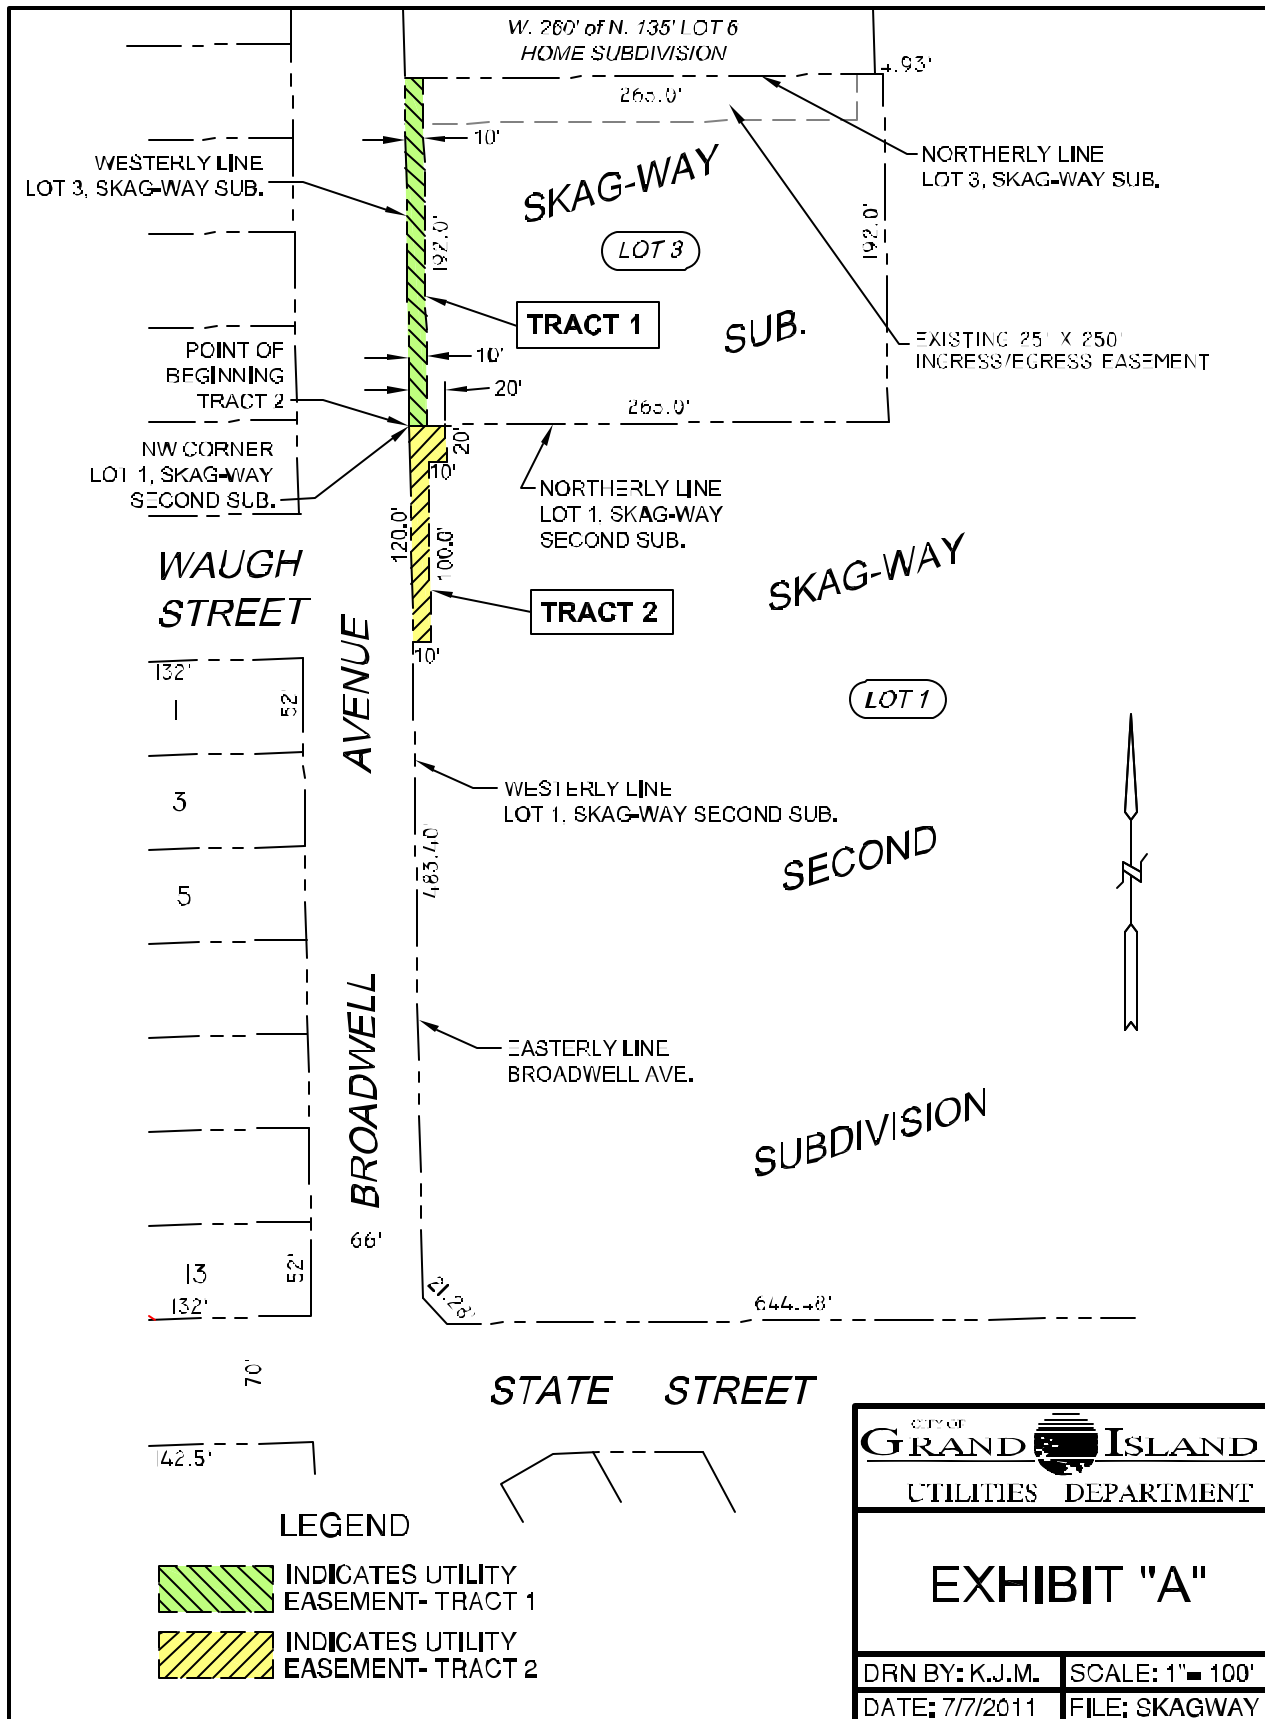 W. 260' of N. 135' LOT 6
HOME SUBDIVISION
4.93'
265.0'
10'
WESTERLY LINE
LOT 3, SKAG-WAY SUB.
NORTHERLY LINE
LOT 3, SKAG-WAY SUB.
SKAG-WAY
192.0'
192.0'
LOT 3
TRACT 1
SUB.
EXISTING 25' X 250'
INGRESS/EGRESS EASEMENT
POINT OF
BEGINNING
TRACT 2
10'
20'
265.0'
NW CORNER
LOT 1, SKAG-WAY
SECOND SUB.
20'
10'
NORTHERLY LINE
LOT 1, SKAG-WAY
SECOND SUB.
120.0'
100.0'
WAUGH
STREET
SKAG-WAY
TRACT 2
10'
AVENUE
132'
1
52'
LOT 1
3
WESTERLY LINE
LOT 1, SKAG-WAY SECOND SUB.
483.40'
SECOND
5
BROADWELL
EASTERLY LINE
BROADWELL AVE.
SUBDIVISION
66'
13
52'
132'
21.28'
644.48'
70'
STATE STREET
142.5'
CITY OF
GRAND ISLAND
UTILITIES DEPARTMENT
LEGEND
INDICATES UTILITY
EASEMENT- TRACT 1
INDICATES UTILITY
EASEMENT- TRACT 2
EXHIBIT "A"
DRN BY: K.J.M.
SCALE: 1"= 100'
DATE: 7/7/2011
FILE: SKAGWAY
N